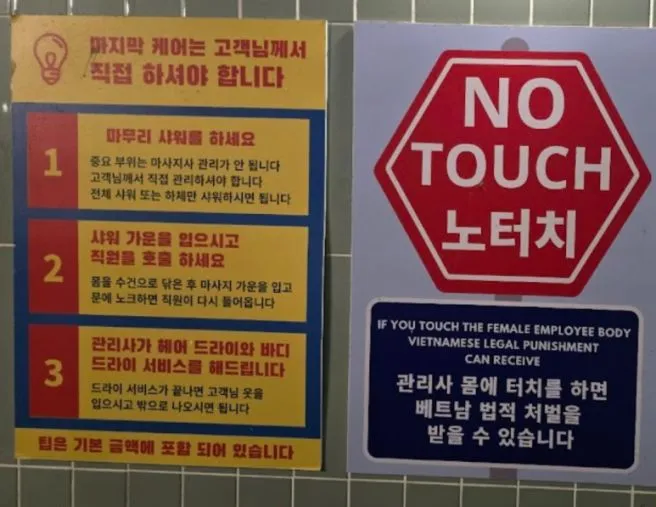 마지막 케어는 고객님께서
직접 하셔야 합니다
1
마무리 샤워를 하세요
중요 부위는 마사지사 관리가 안 됩니다
고객님께서 직접 관리하셔야 합니다
전체 샤워 또는 하체만 샤워하시면 됩니다
2
샤워 가운을 입으시고
직원을 호출 하세요
몸을 수건으로 닦은 후 마사지 가운을 입고
문에 노크하면 직원이 다시 들어옵니다
3
관리사가 헤어 드라이와 바디
드라이 서비스를 해드립니다
드라이 서비스가 끝나면 고객님 옷을
입으시고 밖으로 나오시면 됩니다
팁은 기본 금액에 포함 되어 있습니다
NO
TOUCH
노터치
IF YOU TOUCH THE FEMALE EMPLOYEE BODY
VIETNAMESE LEGAL PUNISHMENT
CAN RECEIVE
관리사 몸에 터치를 하면
베트남 법적 처벌을
받을 수 있습니다